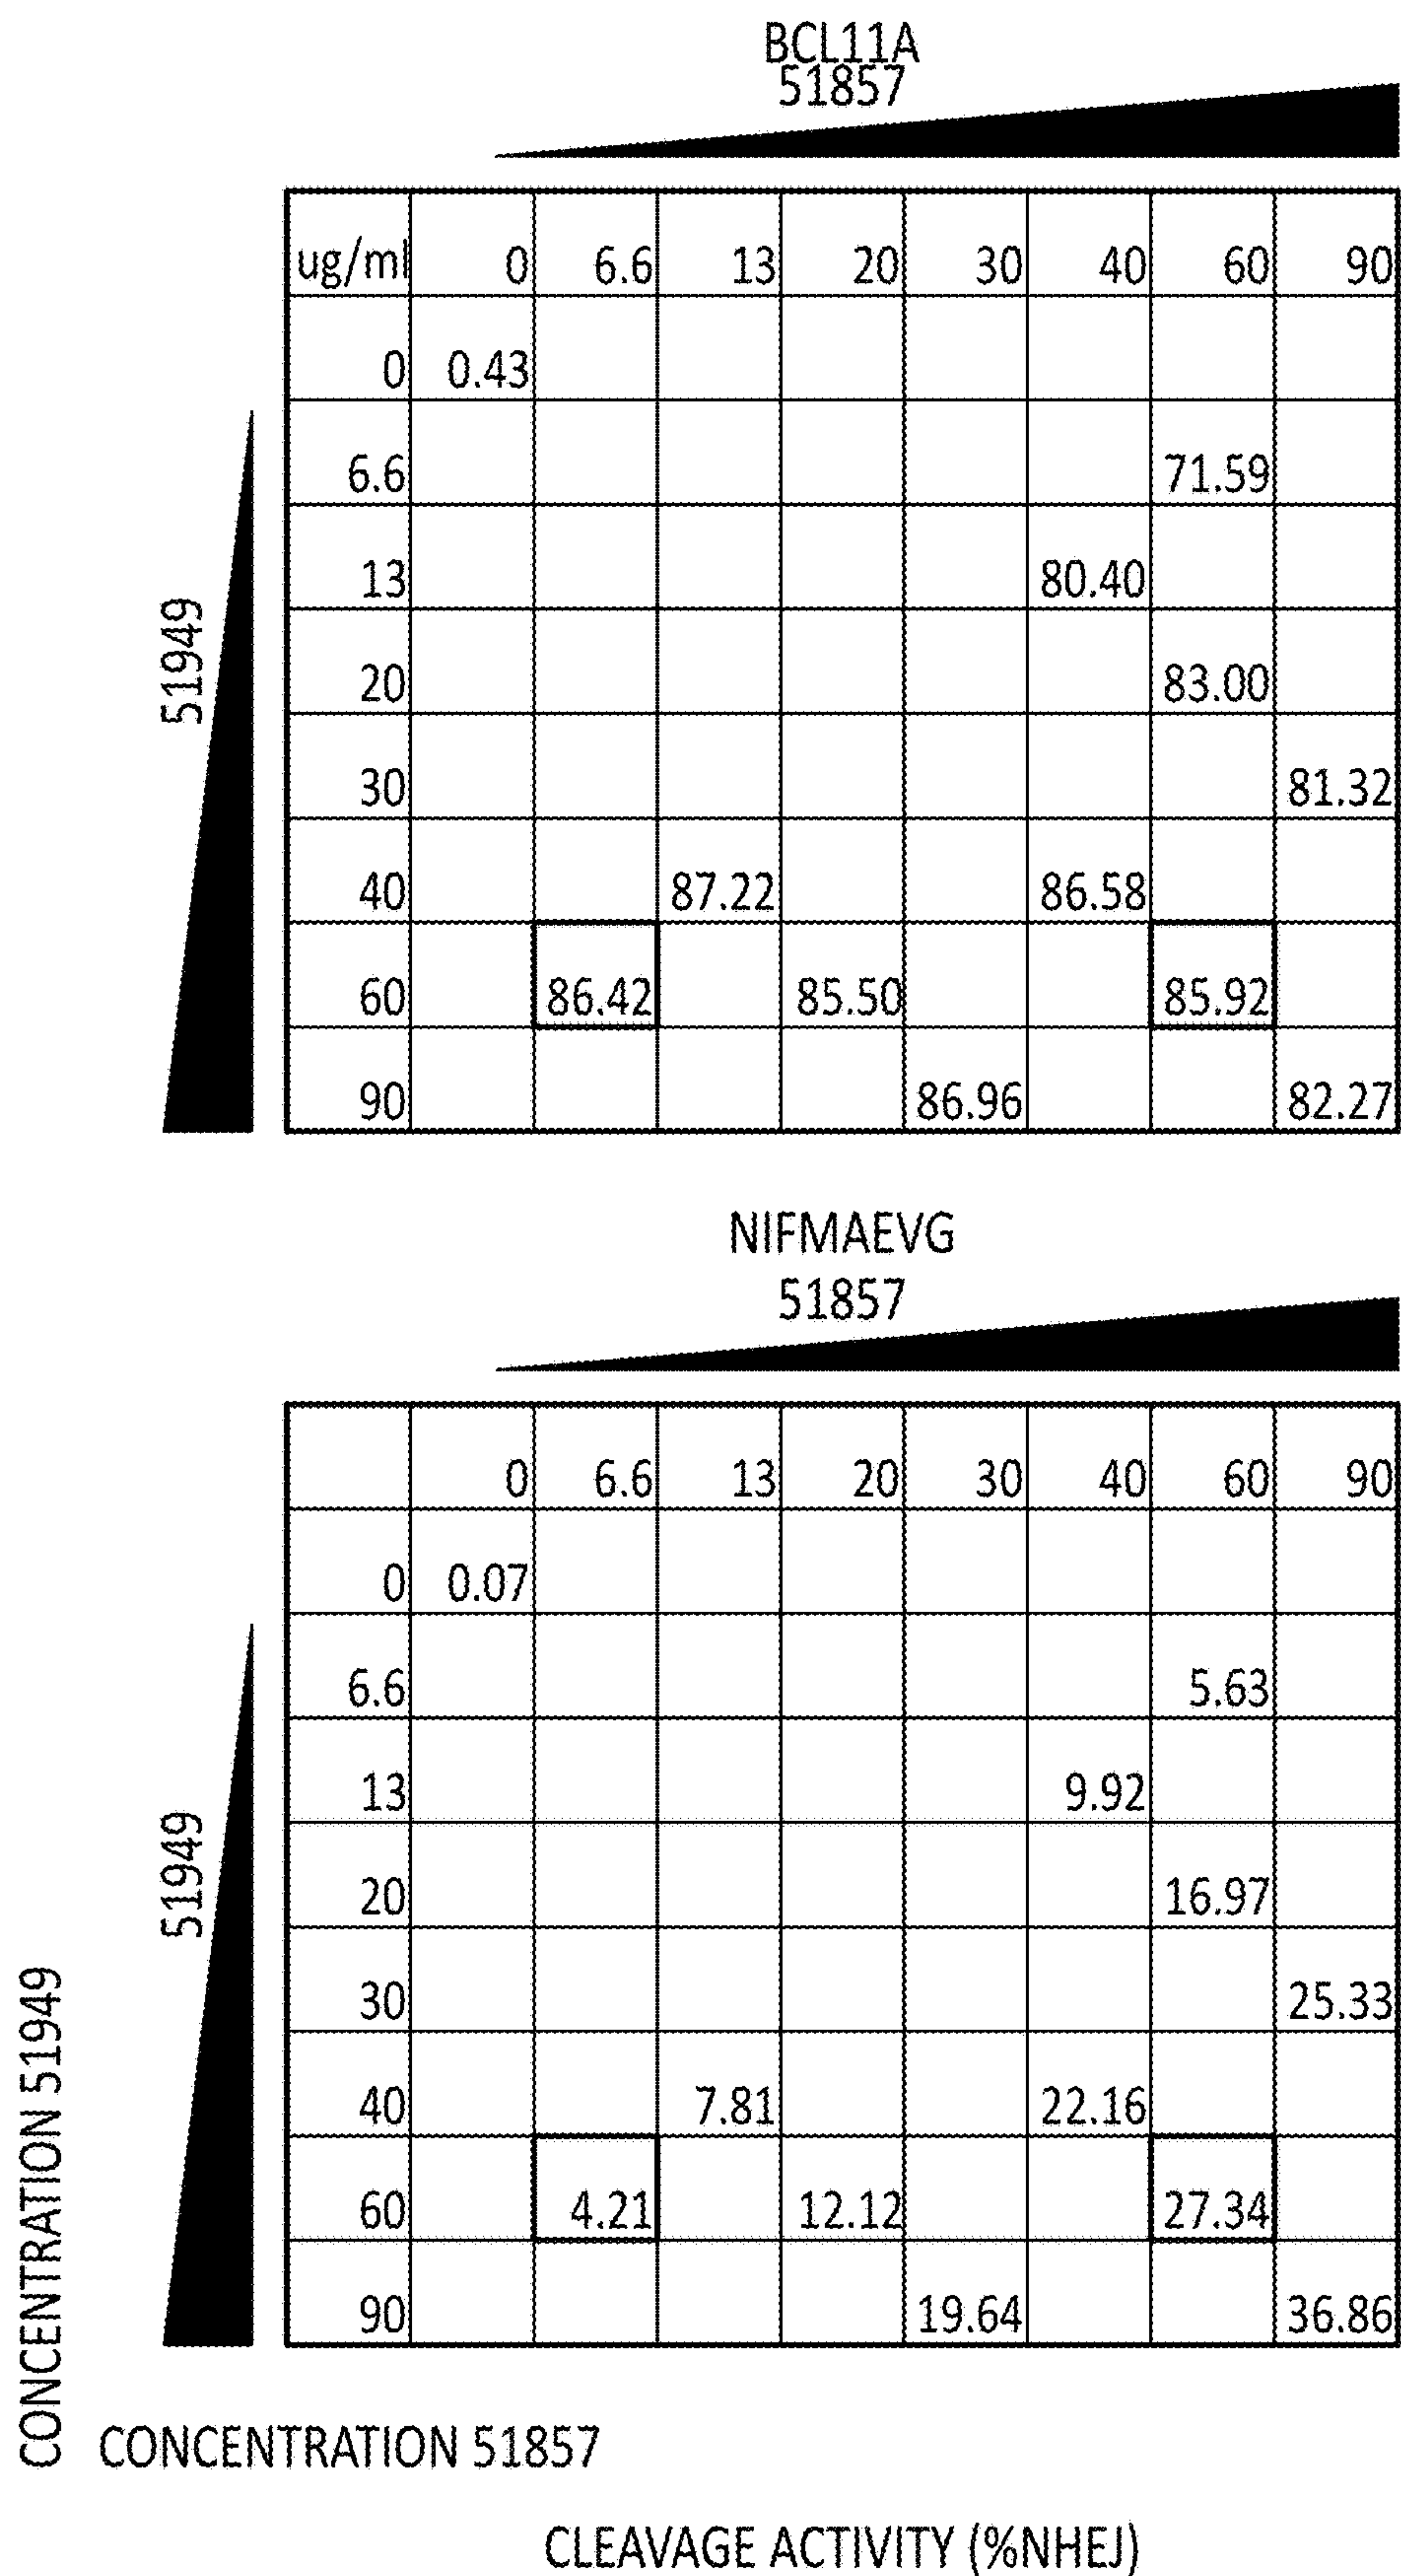 BCL11A
51857
ug/ml 0 6.6 13 20 30 40 60 90
0 0.43
6.6 71.59
13 80.40
51949
20 83.00
30 81.32
40 87.22 86.58
60 86.42 85.50 85.92
90 86.96 82.27
NIFMAEVG
51857
0 6.6 13 20 30 40 60 90
0 0.07
6.6 5.63
13 9.92
51949
20 16.97
30 25.33
40 7.81 22.16
60 4.21 12.12 27.34
90 19.64 36.86
CONCENTRATION 51949
CONCENTRATION 51857
CLEAVAGE ACTIVITY (%NHEJ)